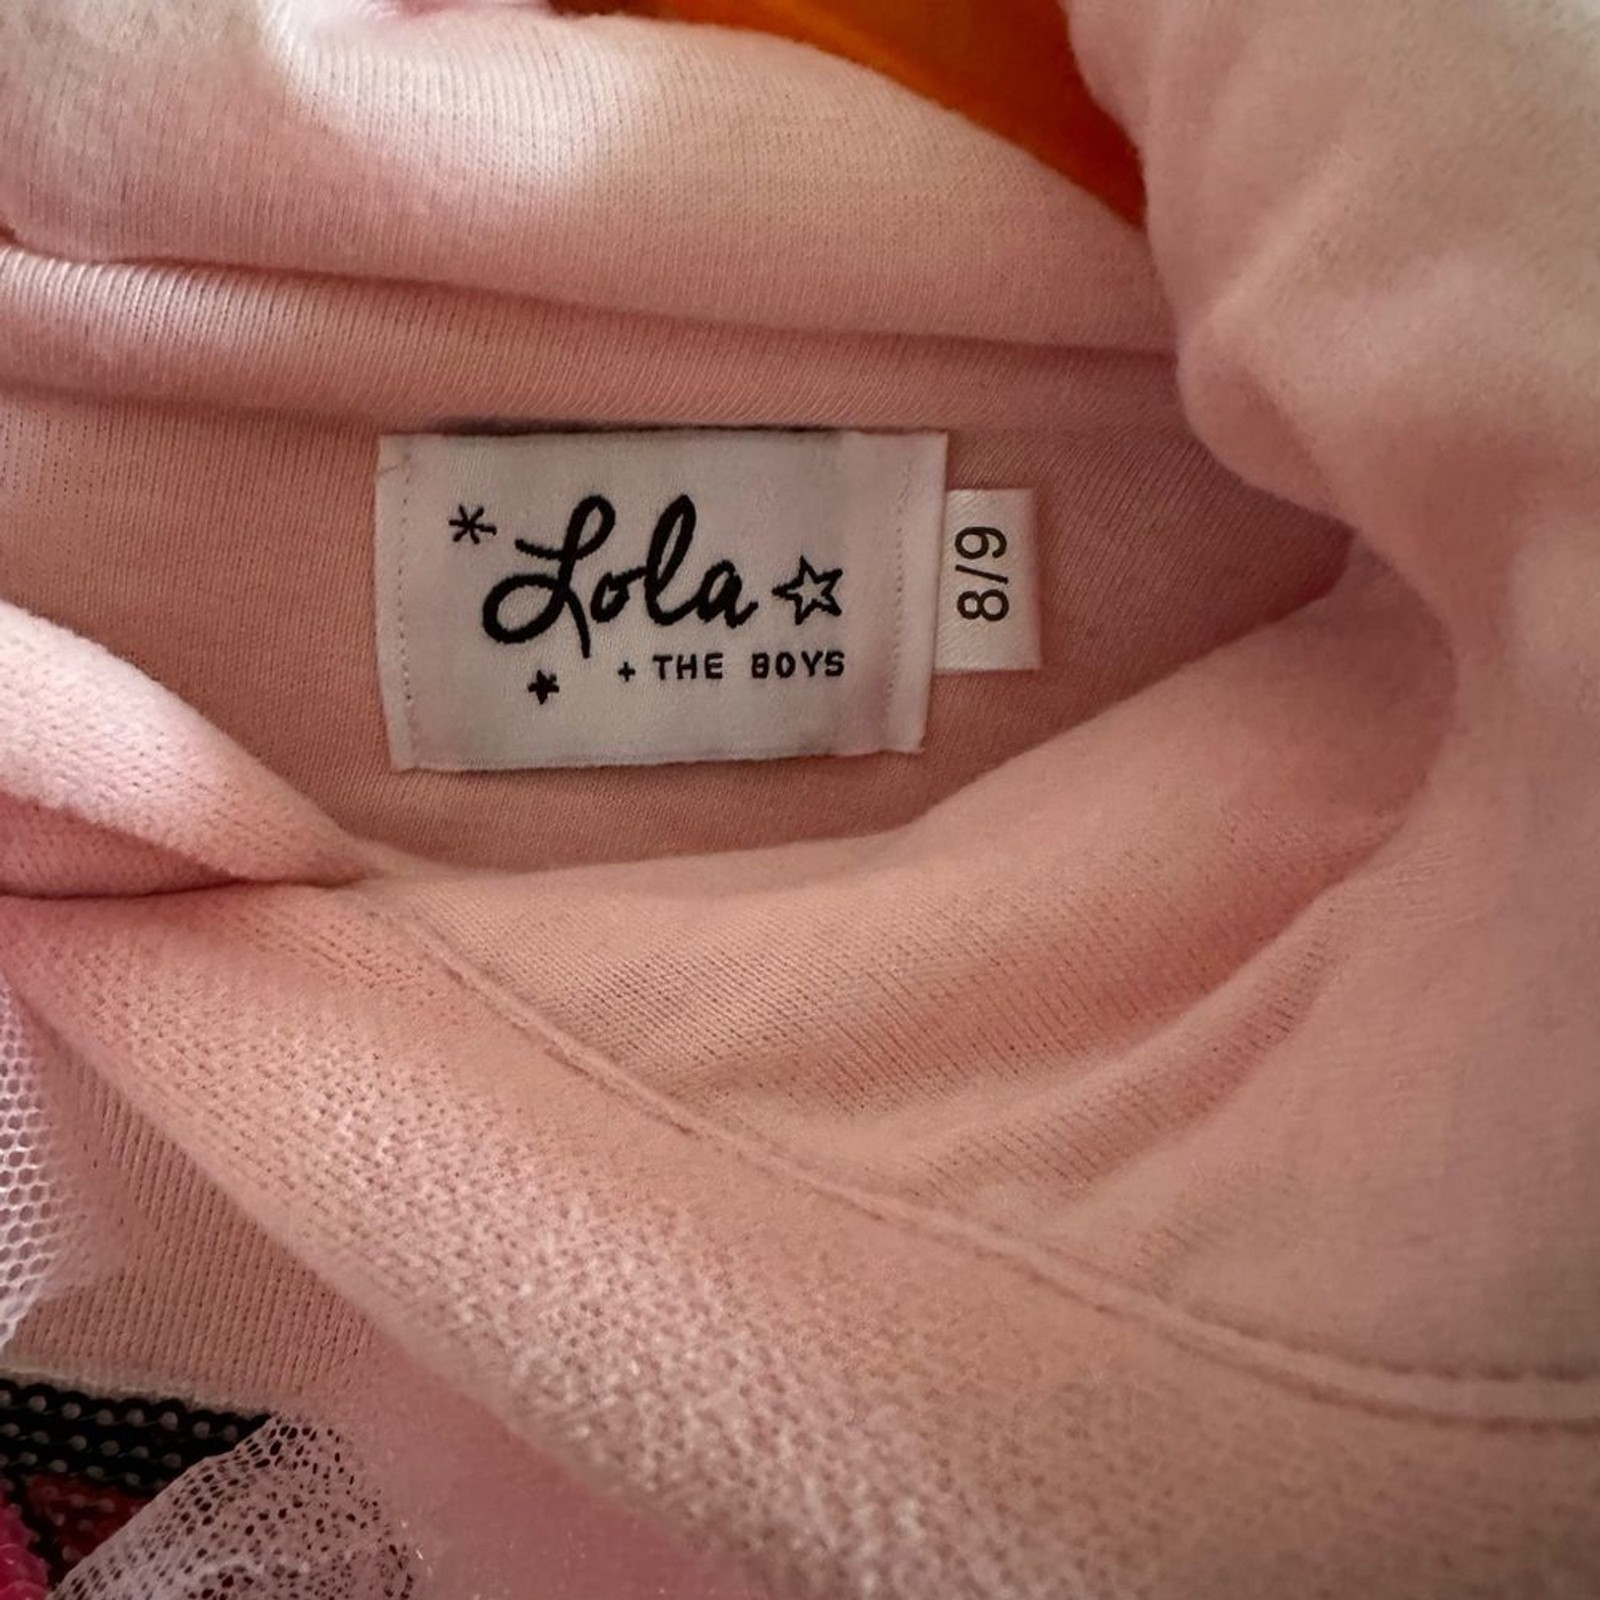 Lola
+ THE BOYS
8/9